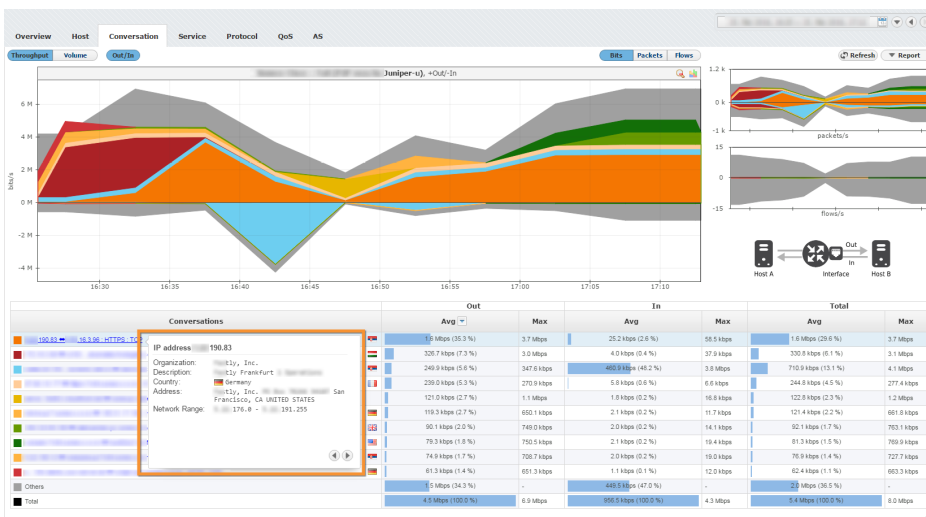 Overview Host Conversation Service Protocol QoS AS
Throughput Volume Out/In Bits Packets Flows Refresh Report
Juniper-u), +Out/-In
bits/s
6 M
4 M
2 M
0 M
-2 M
-4 M
16:30 16:35 16:40 16:45 16:50 16:55 17:00 17:05 17:10
1.2 k
0 k
-1 k
packets/s
15
0
-15
flows/s
Out
In
Host A Interface Host B
Out In Total
Conversations Avg Max Avg Max Avg Max
190.83 16.3.96 : HTTPS : TCP 1.6 Mbps (35.3 %) 3.7 Mbps 25.2 kbps (2.6 %) 58.5 kbps 1.6 Mbps (29.6 %) 3.7 Mbps
326.7 kbps (7.3 %) 3.0 Mbps 4.0 kbps (0.4 %) 37.9 kbps 330.8 kbps (6.1 %) 3.1 Mbps
249.9 kbps (5.6 %) 347.6 kbps 460.9 kbps (48.2 %) 3.8 Mbps 710.9 kbps (13.1 %) 4.1 Mbps
239.0 kbps (5.3 %) 270.9 kbps 5.8 kbps (0.6 %) 6.6 kbps 244.8 kbps (4.5 %) 277.4 kbps
121.0 kbps (2.7 %) 1.1 Mbps 1.6 kbps (0.2 %) 16.8 kbps 122.6 kbps (2.3 %) 1.2 Mbps
119.3 kbps (2.7 %) 650.1 kbps 2.1 kbps (0.2 %) 11.7 kbps 121.4 kbps (2.2 %) 661.8 kbps
90.1 kbps (2.0 %) 749.0 kbps 2.0 kbps (0.2 %) 14.1 kbps 92.1 kbps (1.7 %) 763.1 kbps
79.3 kbps (1.8 %) 750.5 kbps 2.1 kbps (0.2 %) 19.4 kbps 81.3 kbps (1.5 %) 769.9 kbps
74.9 kbps (1.7 %) 708.7 kbps 2.0 kbps (0.2 %) 19.0 kbps 76.9 kbps (1.4 %) 727.7 kbps
61.3 kbps (1.4 %) 651.3 kbps 1.1 kbps (0.1 %) 12.0 kbps 62.4 kbps (1.1 %) 663.3 kbps
Others 1.5 Mbps (34.3 %) - 449.5 kbps (47.0 %) - 2.0 Mbps (36.5 %) -
Total 4.5 Mbps (100.0 %) 6.9 Mbps 956.5 kbps (100.0 %) 4.3 Mbps 5.4 Mbps (100.0 %) 8.0 Mbps
IP address 190.83
Organization: tly, Inc.
Description: tly Frankfurt
Country: Germany
Address: tly, Inc. San
Francisco, CA UNITED STATES
Network Range: 176.0 - 191.255